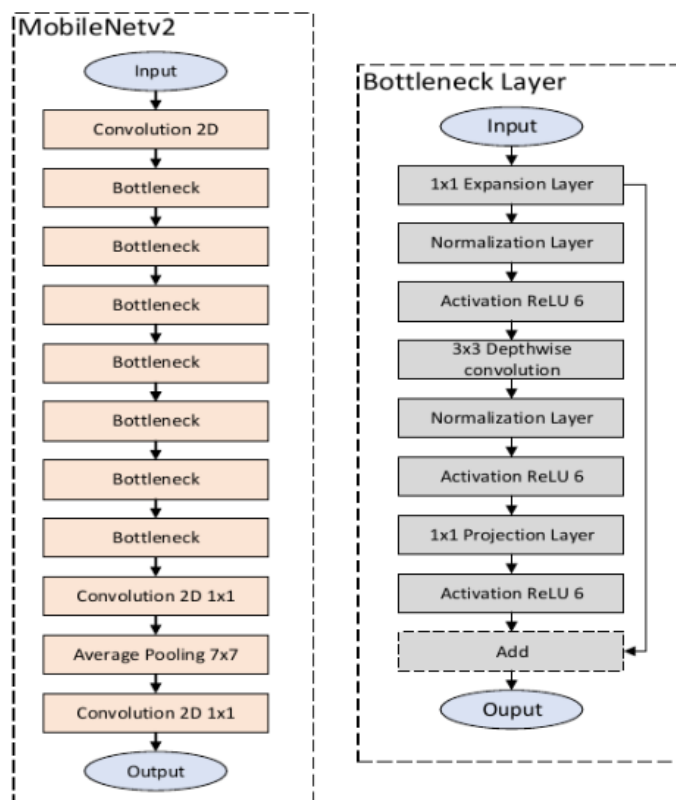 MobileNetv2
Input
Convolution 2D
Bottleneck
Bottleneck
Bottleneck
Bottleneck
Bottleneck
Bottleneck
Bottleneck
Convolution 2D 1x1
Average Pooling 7x7
Convolution 2D 1x1
Output
Bottleneck Layer
Input
1x1 Expansion Layer
Normalization Layer
Activation ReLU 6
3x3 Depthwise
convolution
Normalization Layer
Activation ReLU 6
1x1 Projection Layer
Activation ReLU 6
Add
Ouput